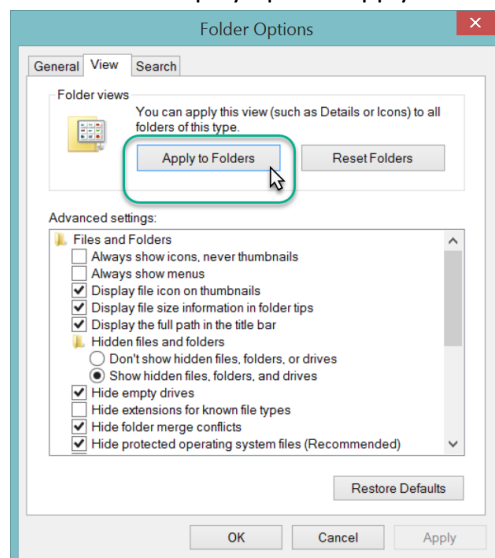 Folder Options
General View Search
Folder views
You can apply this view (such as Details or Icons) to all
folders of this type.
Apply to Folders Reset Folders
Advanced settings:
Files and Folders
Always show icons, never thumbnails
Always show menus
Display file icon on thumbnails
Display file size information in folder tips
Display the full path in the title bar
Hidden files and folders
Don't show hidden files, folders, or drives
Show hidden files, folders, and drives
Hide empty drives
Hide extensions for known file types
Hide folder merge conflicts
Hide protected operating system files (Recommended)
Restore Defaults
OK Cancel Apply